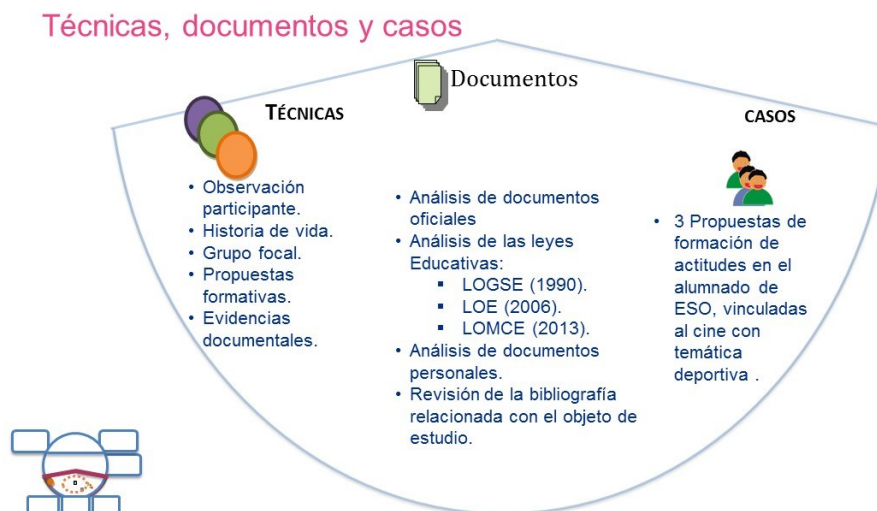 Técnicas, documentos y casos
Documentos
TÉCNICAS
• Observación
participante.
• Historia de vida.
• Grupo focal.
• Propuestas
formativas.
• Evidencias
documentales.
• Análisis de documentos
oficiales
• Análisis de las leyes
Educativas:
▪ LOGSE (1990).
▪ LOE (2006).
▪ LOMCE (2013).
• Análisis de documentos
personales.
• Revisión de la bibliografía
relacionada con el objeto de
estudio.
CASOS
• 3 Propuestas de
formación de
actitudes en el
alumnado de
ESO, vinculadas
al cine con
temática
deportiva .